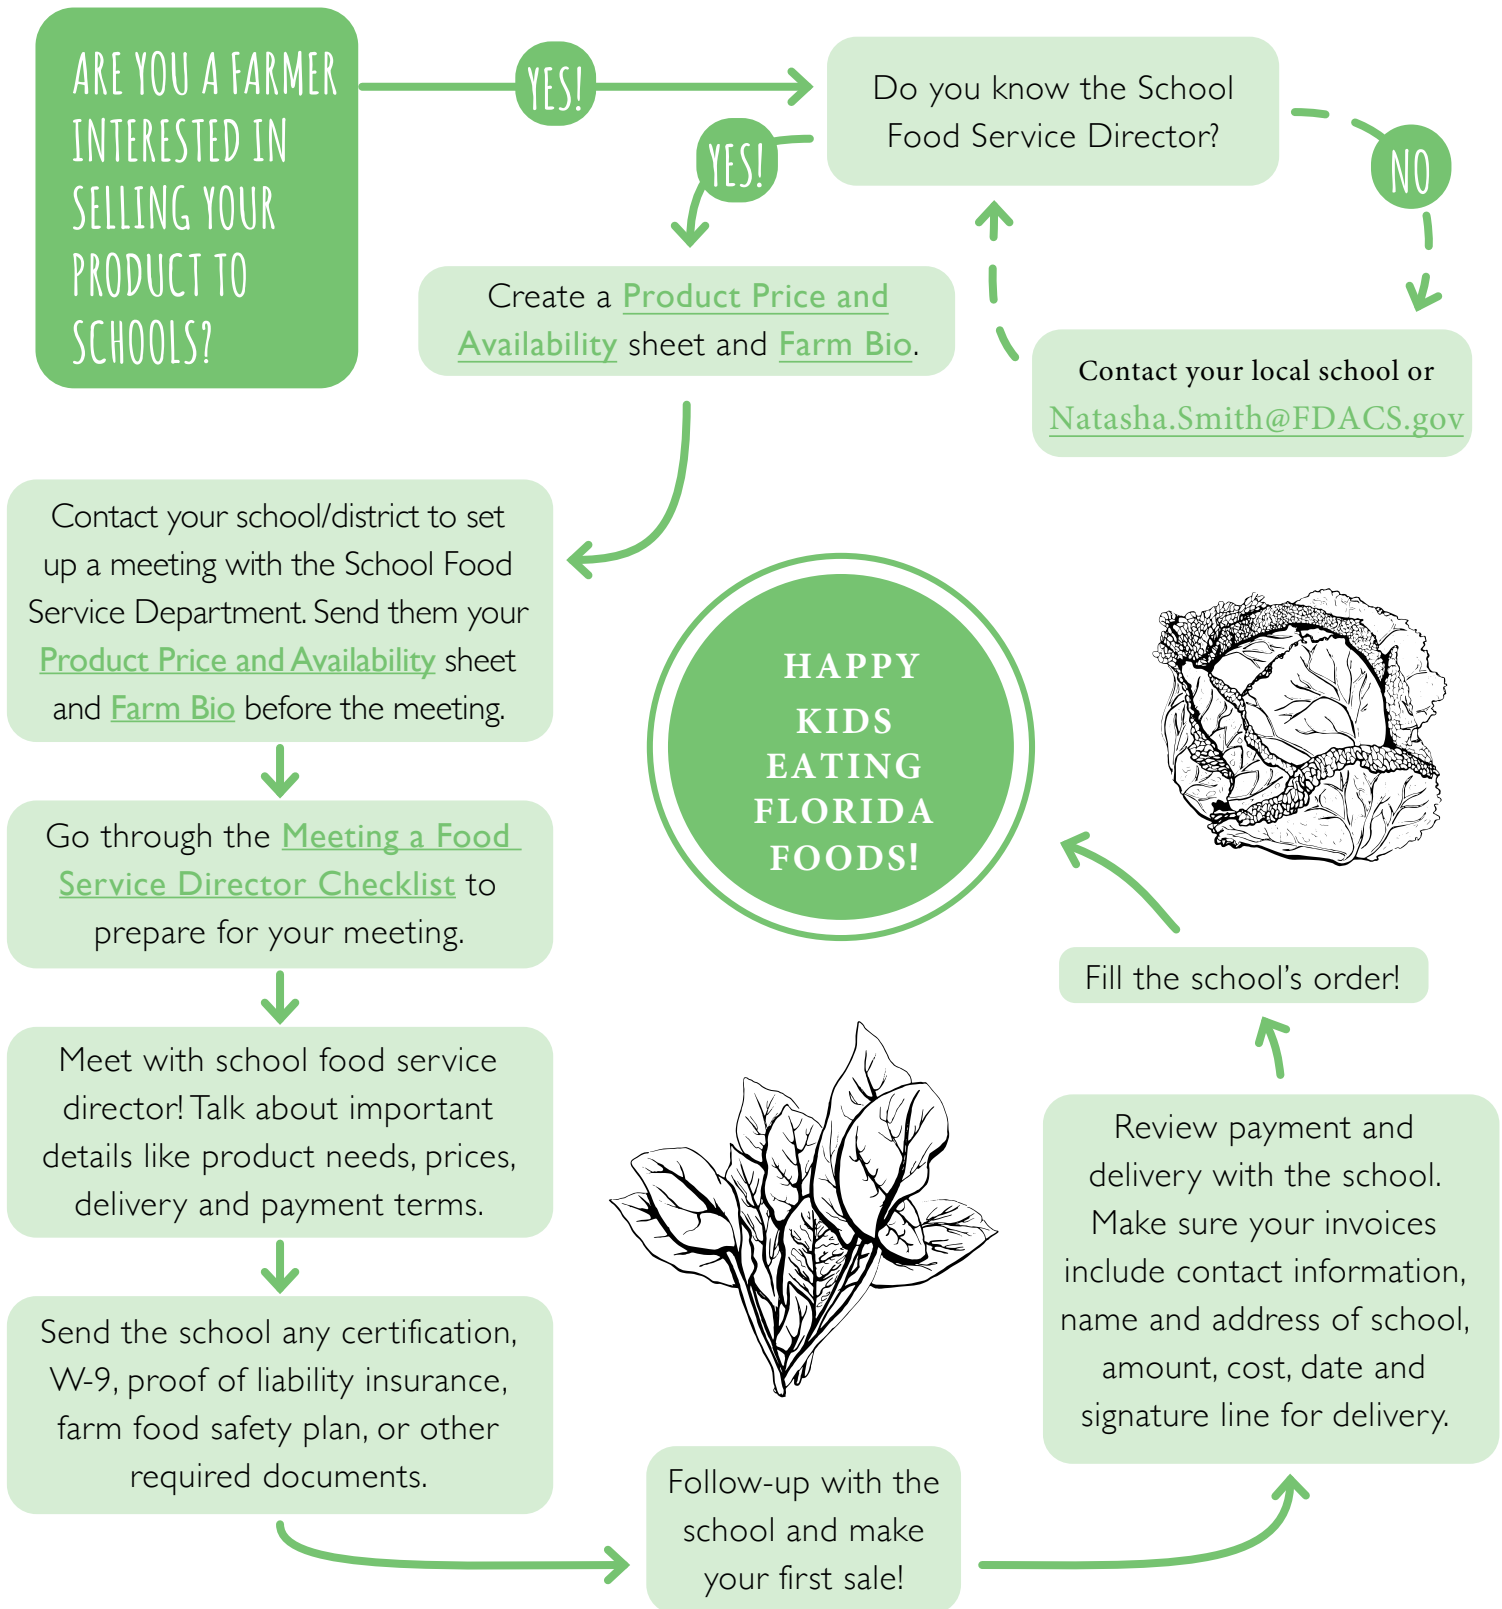 ARE YOU A FARMER
INTERESTED IN
SELLING YOUR
PRODUCT TO
SCHOOLS?
YES!
Do you know the School
Food Service Director?
YES!
NO
Create a Product Price and
Availability sheet and Farm Bio.
Contact your local school or
Natasha.Smith@FDACS.gov
Contact your school/district to set
up a meeting with the School Food
Service Department. Send them your
Product Price and Availability sheet
and Farm Bio before the meeting.
Go through the Meeting a Food
Service Director Checklist to
prepare for your meeting.
Meet with school food service
director! Talk about important
details like product needs, prices,
delivery and payment terms.
Send the school any certification,
W-9, proof of liability insurance,
farm food safety plan, or other
required documents.
Follow-up with the
school and make
your first sale!
Review payment and
delivery with the school.
Make sure your invoices
include contact information,
name and address of school,
amount, cost, date and
signature line for delivery.
Fill the school’s order!
HAPPY
KIDS
EATING
FLORIDA
FOODS!